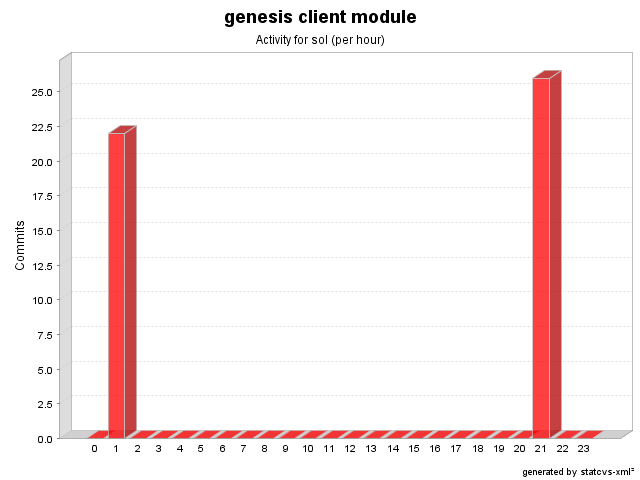 genesis client module
Activity for sol (per hour)
Commits
25.0
22.5
20.0
17.5
15.0
12.5
10.0
7.5
5.0
2.5
0.0
0 1 2 3 4 5 6 7 8 9 10 11 12 13 14 15 16 17 18 19 20 21 22 23
generated by statcvs-xml²